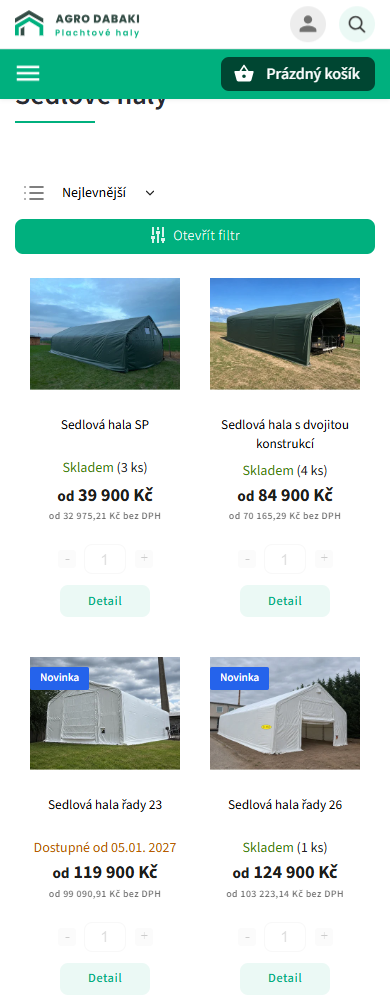 AGRO DABAKI
Plachtové haly
Prázdný košík
Sedlové haly
Nejlevnější
Otevřít filtr
Sedlová hala SP
Skladem (3 ks)
od 39 900 Kč
od 32 975,21 Kč bez DPH
- 1 +
Detail
Sedlová hala s dvojitou
konstrukcí
Skladem (4 ks)
od 84 900 Kč
od 70 165,29 Kč bez DPH
- 1 +
Detail
Novinka
Sedlová hala řady 23
Dostupné od 05.01. 2027
od 119 900 Kč
od 99 090,91 Kč bez DPH
- 1 +
Detail
Novinka
Sedlová hala řady 26
Skladem (1 ks)
od 124 900 Kč
od 103 223,14 Kč bez DPH
- 1 +
Detail